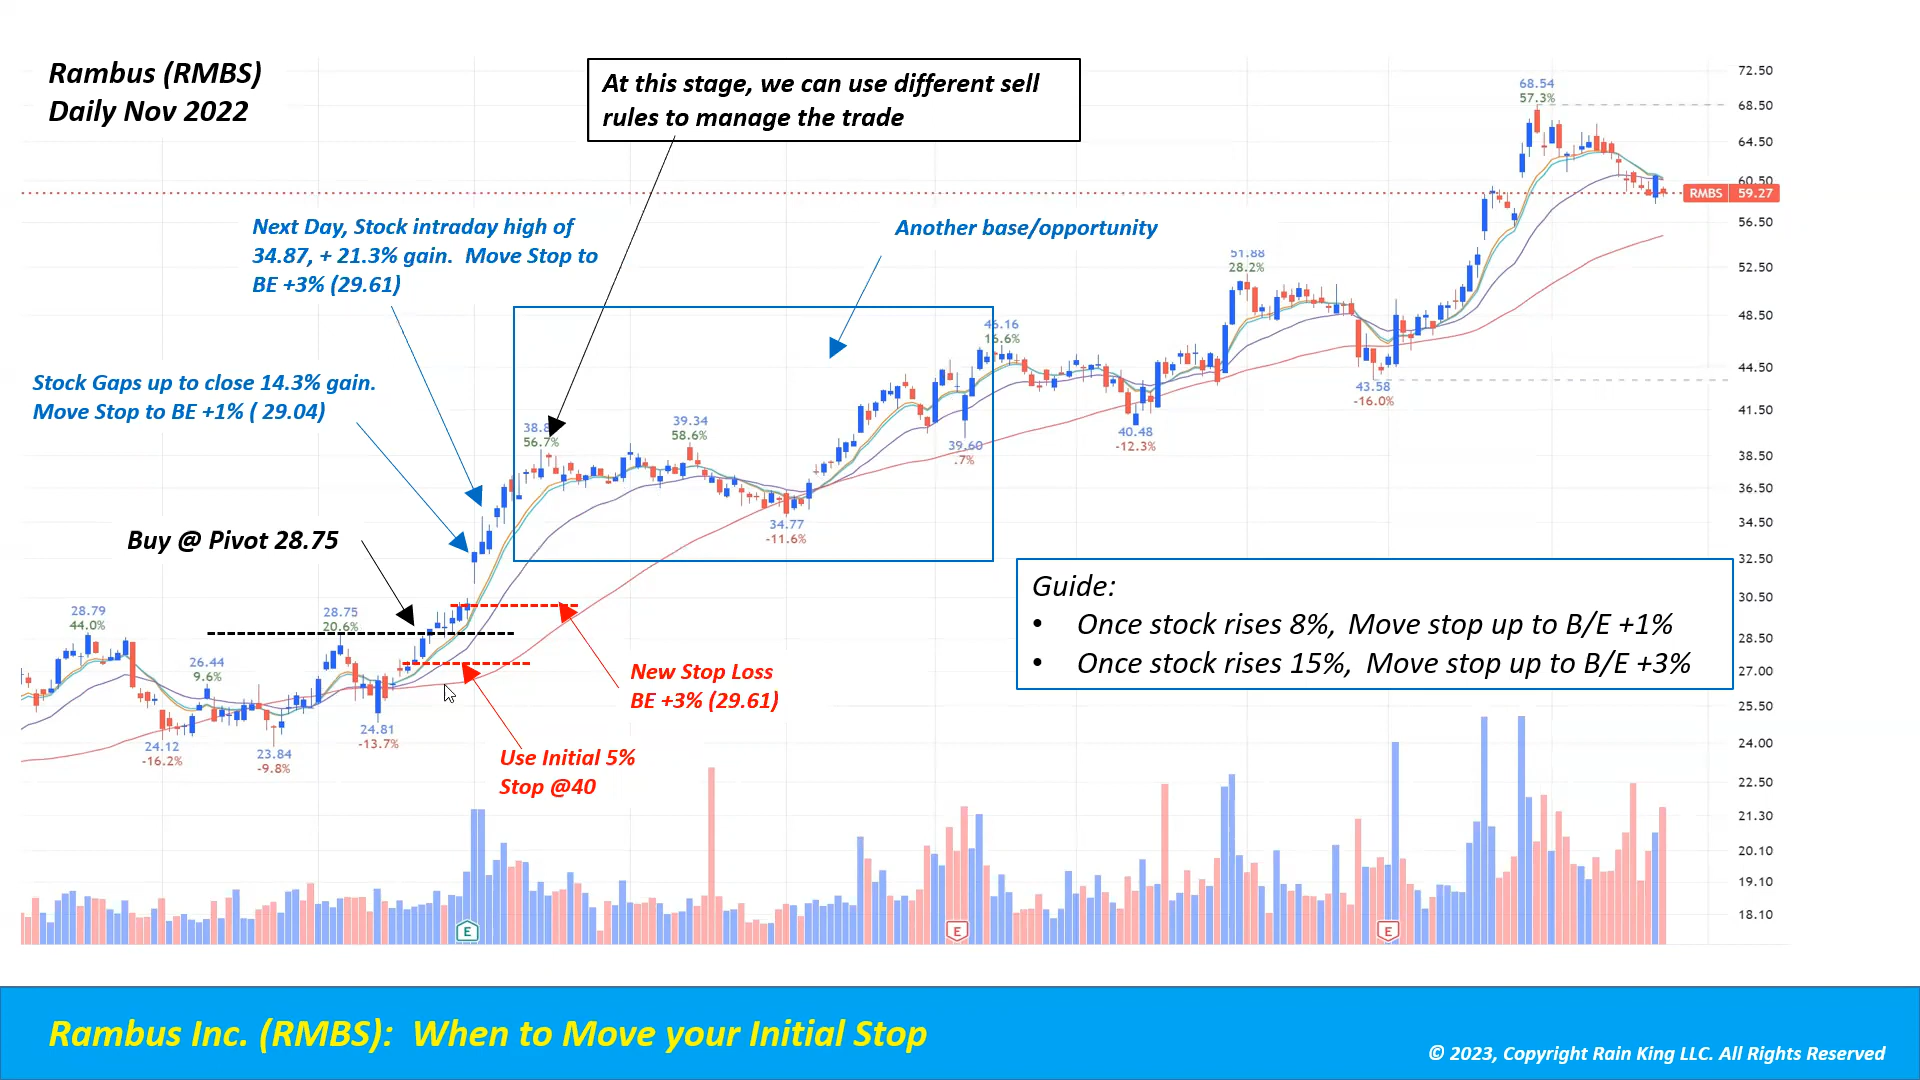 Rambus (RMBS)
Daily Nov 2022
At this stage, we can use different sell
rules to manage the trade
Next Day, Stock intraday high of
34.87, + 21.3% gain.  Move Stop to
BE +3% (29.61)
Another base/opportunity
Stock Gaps up to close 14.3% gain.
Move Stop to BE +1% ( 29.04)
Buy @ Pivot 28.75
New Stop Loss
BE +3% (29.61)
Use Initial 5%
Stop @40
Guide:
• Once stock rises 8%, Move stop up to B/E +1%
• Once stock rises 15%, Move stop up to B/E +3%
28.79
44.0%
24.12
-16.2%
26.44
9.6%
23.84
-9.8%
28.75
20.6%
24.81
-13.7%
56.7%
39.34
58.6%
34.77
-11.6%
39.60
.7%
46.16
16.6%
40.48
-12.3%
51.88
28.2%
43.58
-16.0%
68.54
57.3%
72.50
68.50
64.50
60.50
RMBS 59.27
56.50
52.50
48.50
44.50
41.50
38.50
36.50
34.50
32.50
30.50
28.50
27.00
25.50
24.00
22.50
21.30
20.10
19.10
18.10
E
E
E
Rambus Inc. (RMBS):  When to Move your Initial Stop
© 2023, Copyright Rain King LLC. All Rights Reserved